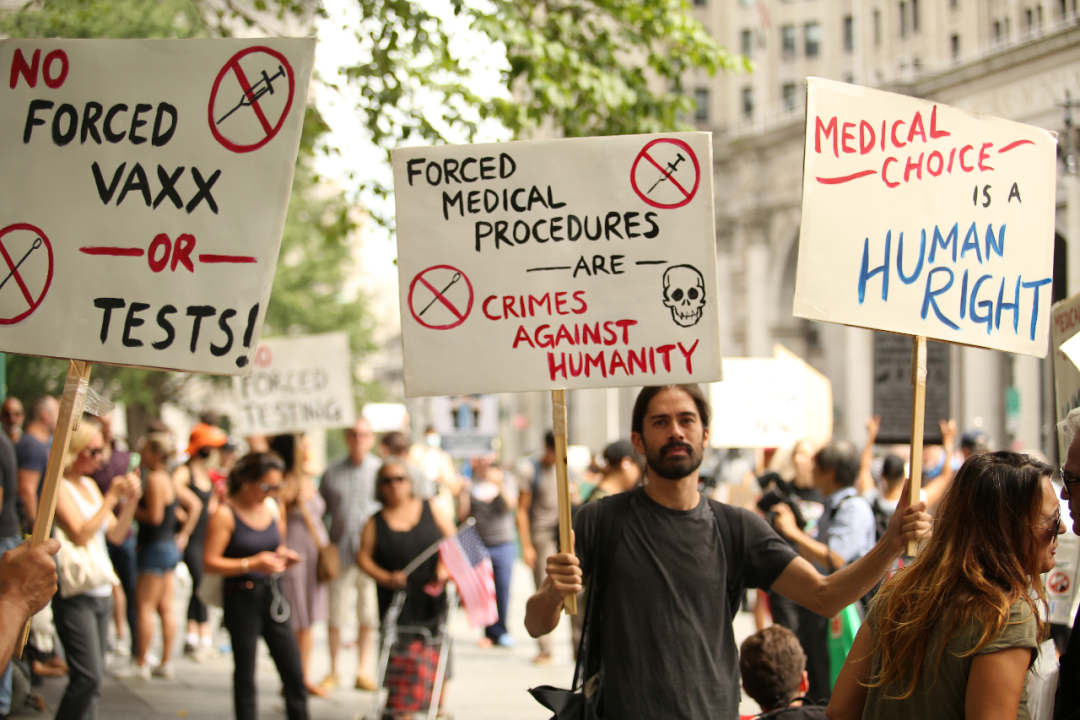 NO
FORCED
VAXX
OR
TESTS!
FORCED
MEDICAL
PROCEDURES
ARE
CRIMES
AGAINST
HUMANITY
MEDICAL
CHOICE
IS A
HUMAN
RIGHT
FORCED
TESTING